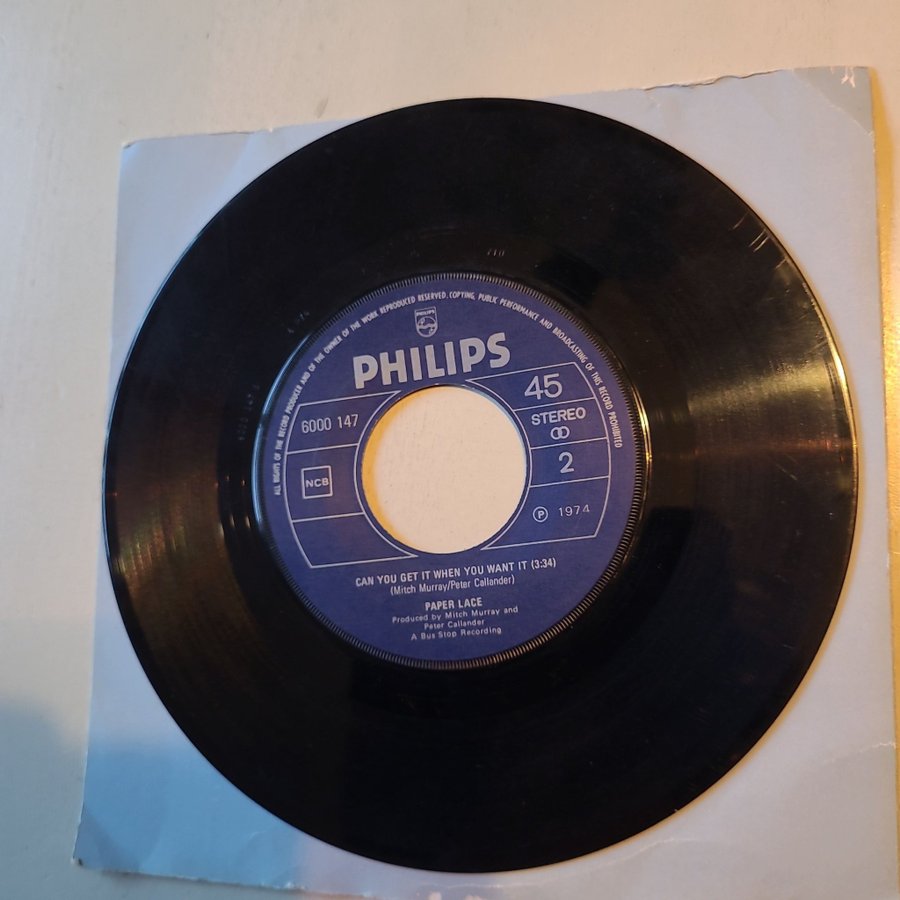 ALL RIGHTS OF THE RECORD PRODUCER AND OF THE OWNER OF THE WORK REPRODUCED RESERVED. COPYING, PUBLIC PERFORMANCE AND BROADCASTING OF THIS RECORD PROHIBITED
PHILIPS
PHILIPS
45
6000 147
STEREO
NCB
2
℗ 1974
CAN YOU GET IT WHEN YOU WANT IT (3:34)
(Mitch Murray/Peter Callander)
PAPER LACE
Produced by Mitch Murray and
Peter Callander
A Bus Stop Recording